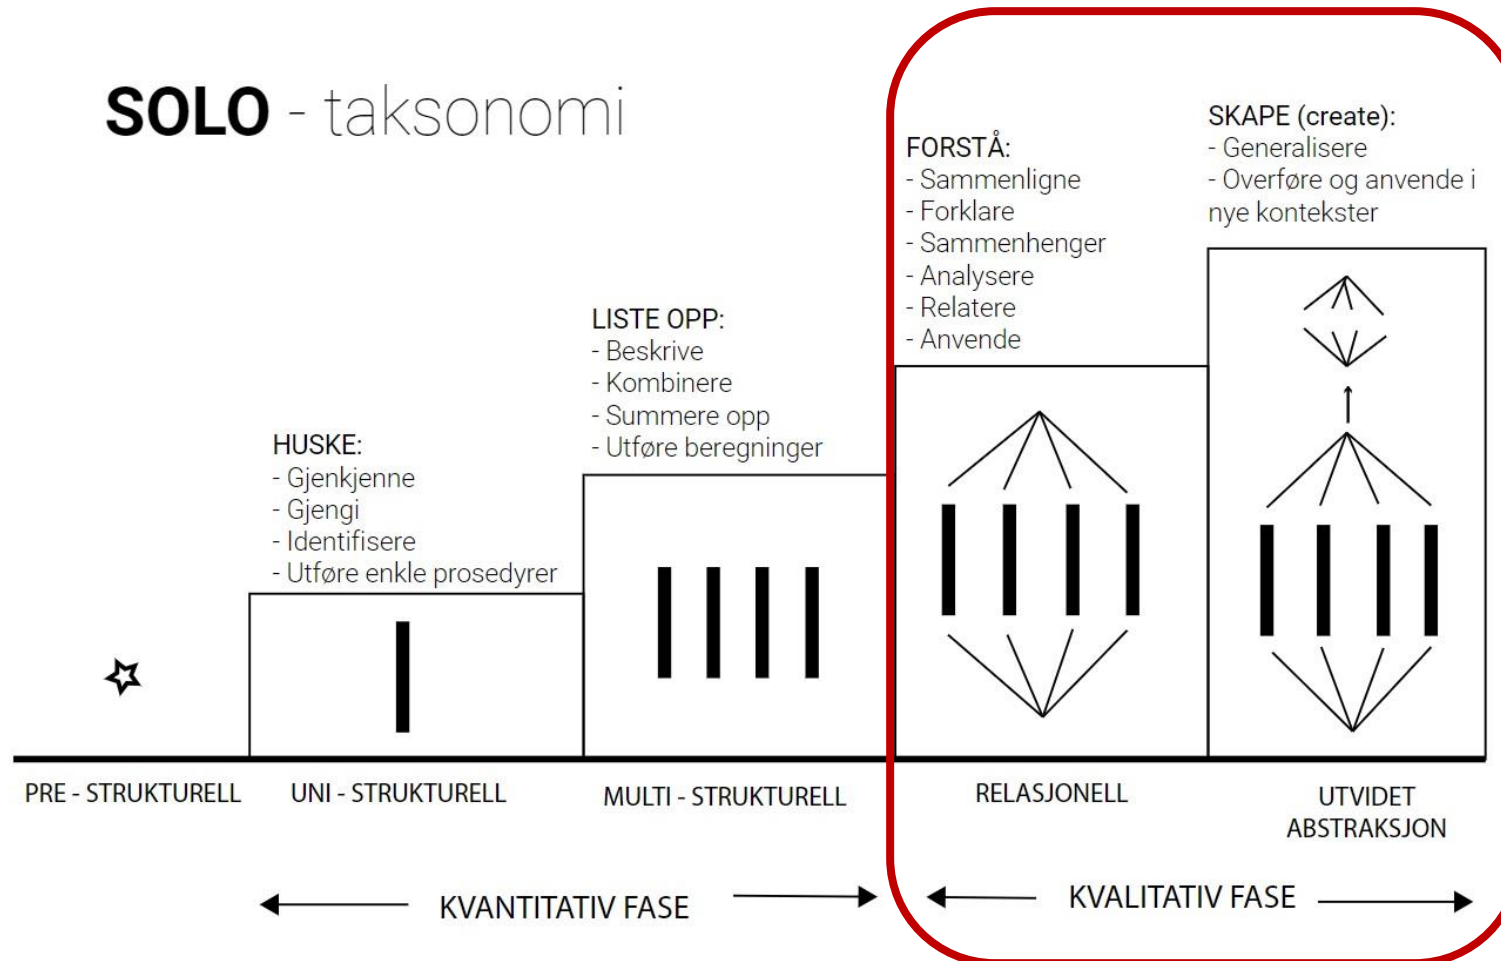 SOLO - taksonomi
HUSKE:
- Gjenkjenne
- Gjengi
- Identifisere
- Utføre enkle prosedyrer
LISTE OPP:
- Beskrive
- Kombinere
- Summere opp
- Utføre beregninger
FORSTÅ:
- Sammenligne
- Forklare
- Sammenhenger
- Analysere
- Relatere
- Anvende
SKAPE (create):
- Generalisere
- Overføre og anvende i
nye kontekster
PRE - STRUKTURELL
UNI - STRUKTURELL
MULTI - STRUKTURELL
RELASJONELL
UTVIDET
ABSTRAKSJON
KVANTITATIV FASE
KVALITATIV FASE